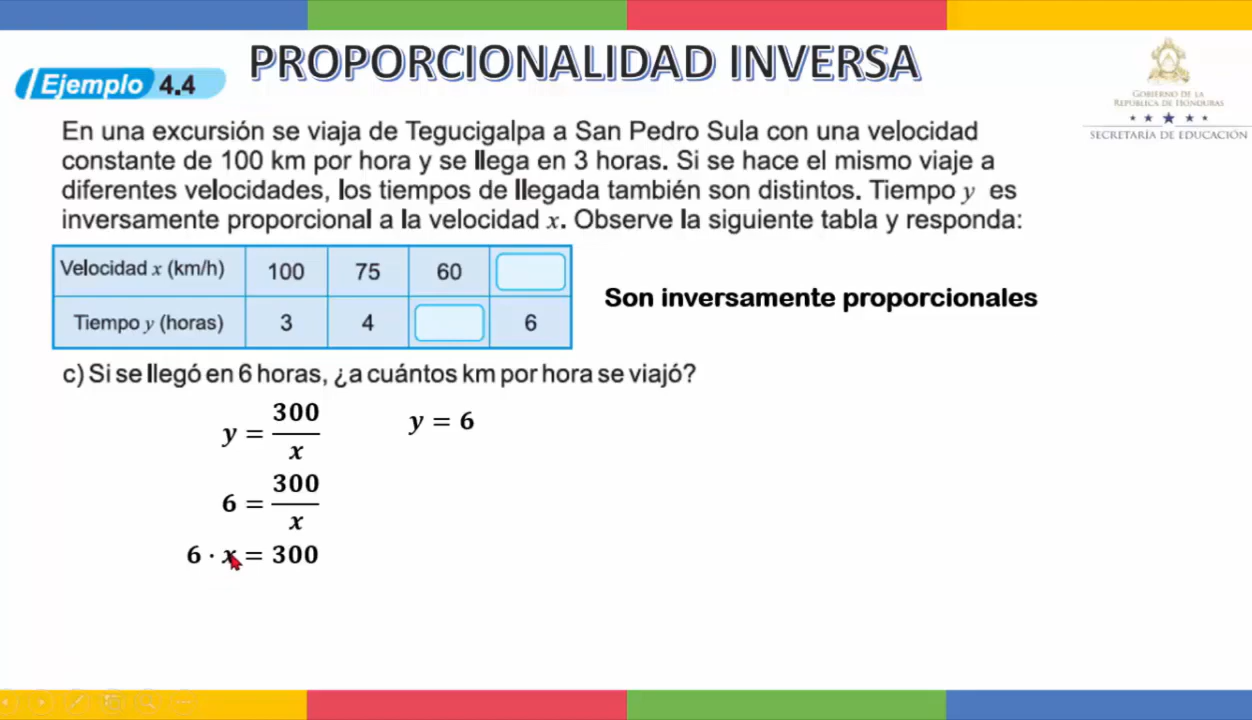 PROPORCIONALIDAD INVERSA
Ejemplo 4.4
GOBIERNO DE LA
REPÚBLICA DE HONDURAS
SECRETARÍA DE EDUCACIÓN
En una excursión se viaja de Tegucigalpa a San Pedro Sula con una velocidad
constante de 100 km por hora y se llega en 3 horas. Si se hace el mismo viaje a
diferentes velocidades, los tiempos de llegada también son distintos. Tiempo y es
inversamente proporcional a la velocidad x. Observe la siguiente tabla y responda:
Velocidad x (km/h) 100 75 60
Tiempo y (horas) 3 4 6
Son inversamente proporcionales
c) Si se llegó en 6 horas, ¿a cuántos km por hora se viajó?
y = 300/x
y = 6
6 = 300/x
6 · x = 300